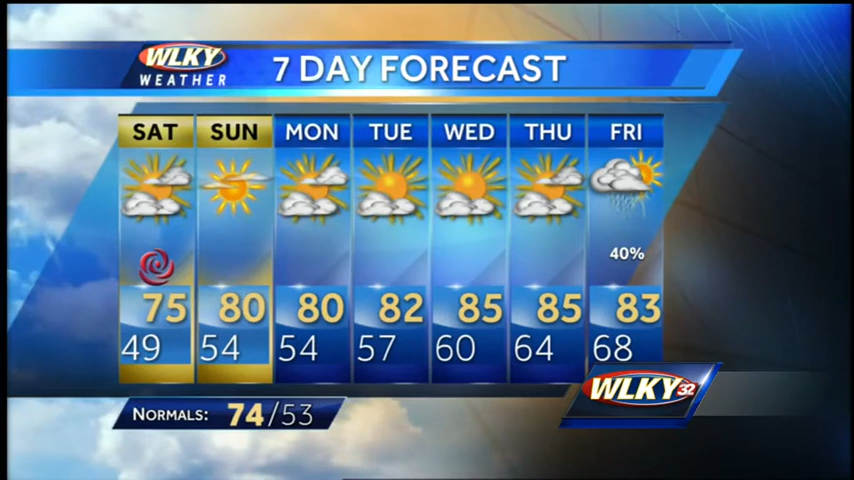 WLKY
WEATHER
7 DAY FORECAST
SAT SUN MON TUE WED THU FRI
40%
75 80 80 82 85 85 83
49 54 54 57 60 64 68
NORMALS: 74/53
WLKY 32